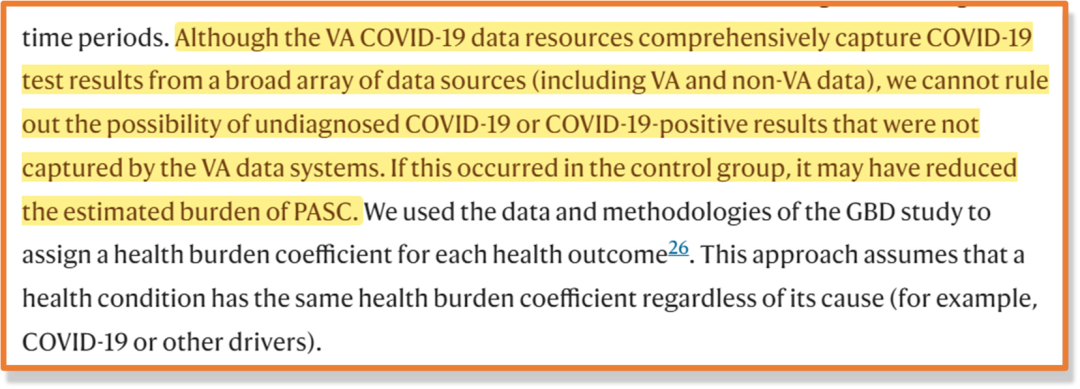 time periods. Although the VA COVID-19 data resources comprehensively capture COVID-19
test results from a broad array of data sources (including VA and non-VA data), we cannot rule
out the possibility of undiagnosed COVID-19 or COVID-19-positive results that were not
captured by the VA data systems. If this occurred in the control group, it may have reduced
the estimated burden of PASC. We used the data and methodologies of the GBD study to
assign a health burden coefficient for each health outcome26. This approach assumes that a
health condition has the same health burden coefficient regardless of its cause (for example,
COVID-19 or other drivers).